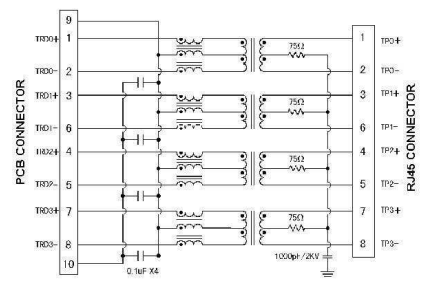 9
TRD0+ 1 75Ω 1 TP0+
TRD0- 2 2 TP0-
TRD1+ 3 75Ω 3 TP1+
TRD1- 6 6 TP1-
TRD2+ 4 75Ω 4 TP2+
TRD2- 5 5 TP2-
TRD3+ 7 75Ω 7 TP3+
TRD3- 8 8 TP3-
10
0.1uF X4
1000pF/2KV
PCB CONNECTOR
RJ45 CONNECTOR